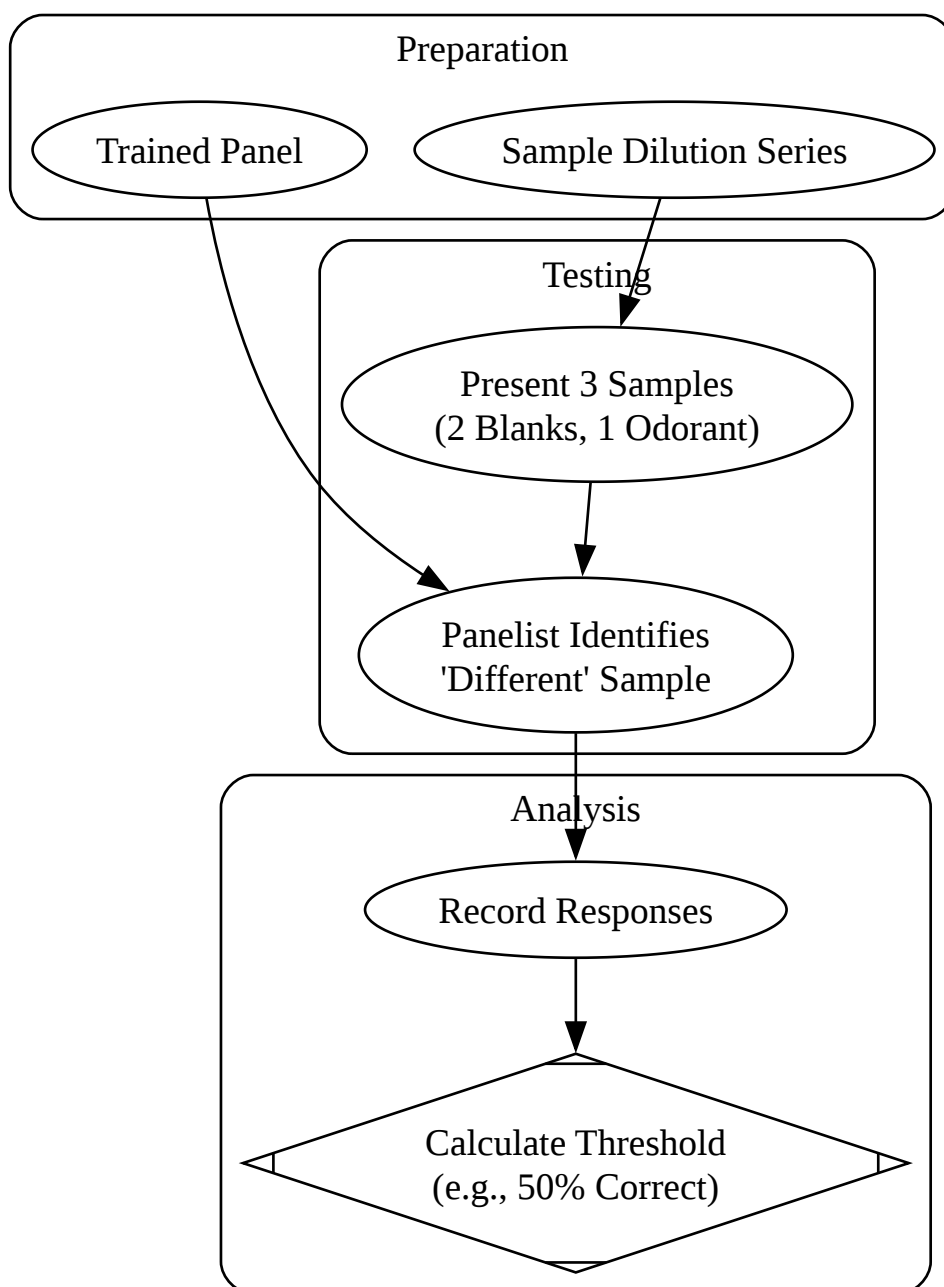 Preparation
Trained Panel
Sample Dilution Series
Testing
Present 3 Samples
(2 Blanks, 1 Odorant)
Panelist Identifies
'Different' Sample
Analysis
Record Responses
Calculate Threshold
(e.g., 50% Correct)